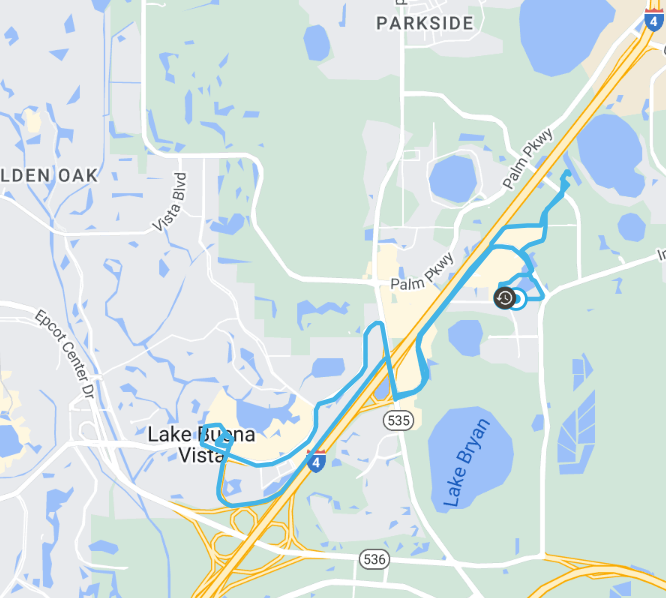 P
4
PARKSIDE
Palm Pkwy
LDEN OAK
Vista Blvd
Palm Pkwy
In
Epcot Center Dr
Lake Buena
Vista
535
4
Lake Bryan
536